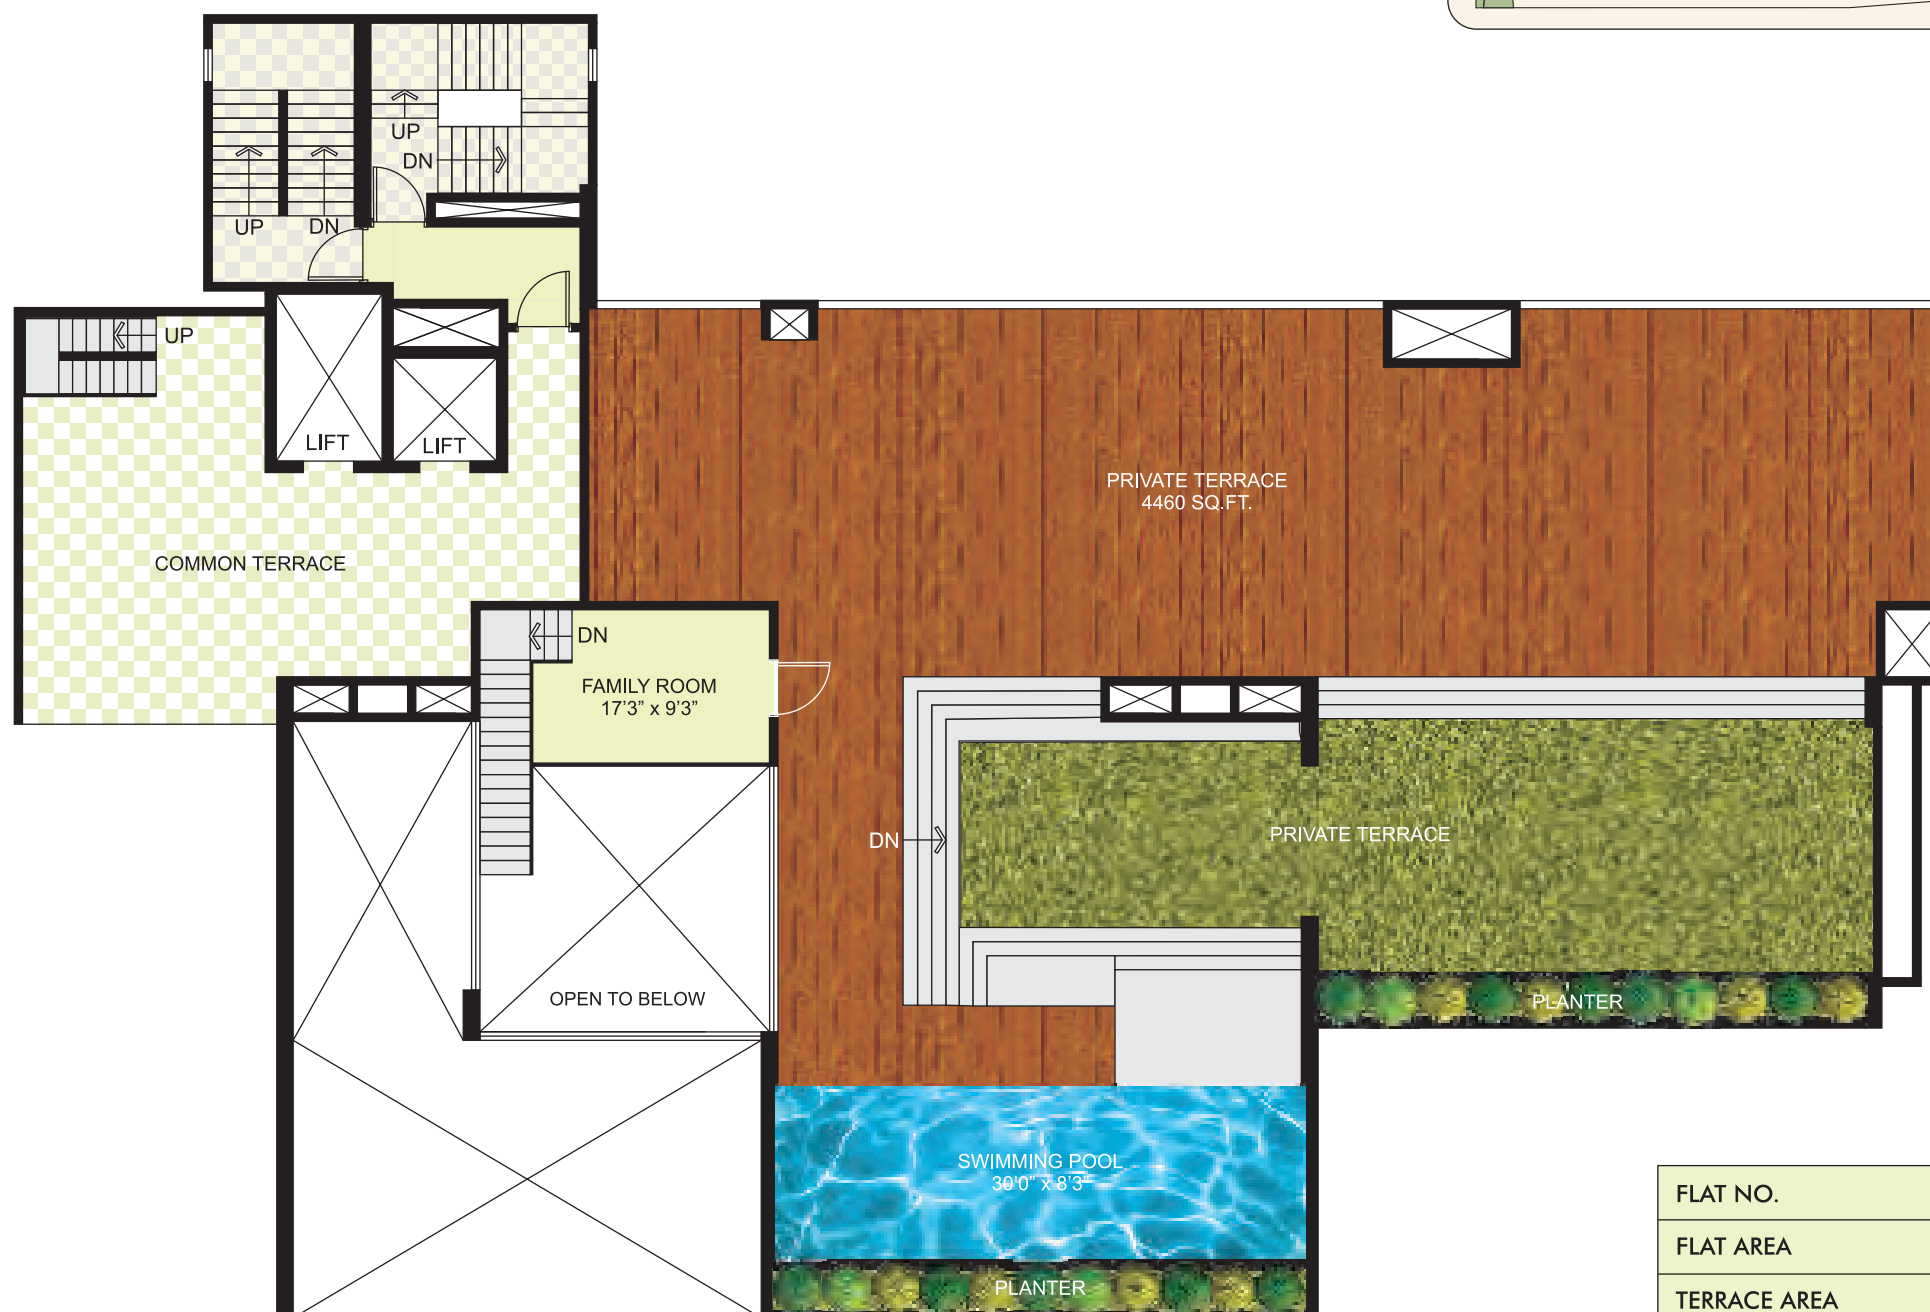 UP
DN
UP
DN
UP
LIFT
LIFT
PRIVATE TERRACE
4460 SQ.FT.
COMMON TERRACE
DN
FAMILY ROOM
17'3" x 9'3"
DN
PRIVATE TERRACE
OPEN TO BELOW
PLANTER
SWIMMING POOL
30'0" x 8'3"
PLANTER
FLAT NO.
FLAT AREA
TERRACE AREA